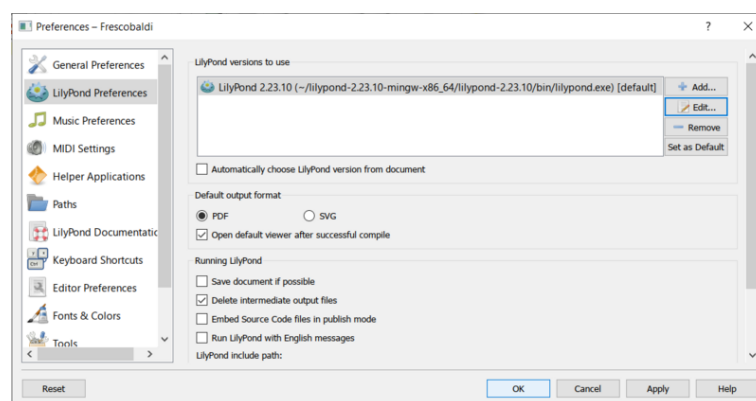 Preferences – Frescobaldi
?
General Preferences
LilyPond Preferences
Music Preferences
MIDI Settings
Helper Applications
Paths
LilyPond Documentatic
Keyboard Shortcuts
Editor Preferences
Fonts & Colors
Tools
LilyPond versions to use
LilyPond 2.23.10 (~/lilypond-2.23.10-mingw-x86_64/lilypond-2.23.10/bin/lilypond.exe) [default]
Add...
Edit...
Remove
Set as Default
Automatically choose LilyPond version from document
Default output format
PDF SVG
Open default viewer after successful compile
Running LilyPond
Save document if possible
Delete intermediate output files
Embed Source Code files in publish mode
Run LilyPond with English messages
LilyPond include path:
Reset OK Cancel Apply Help